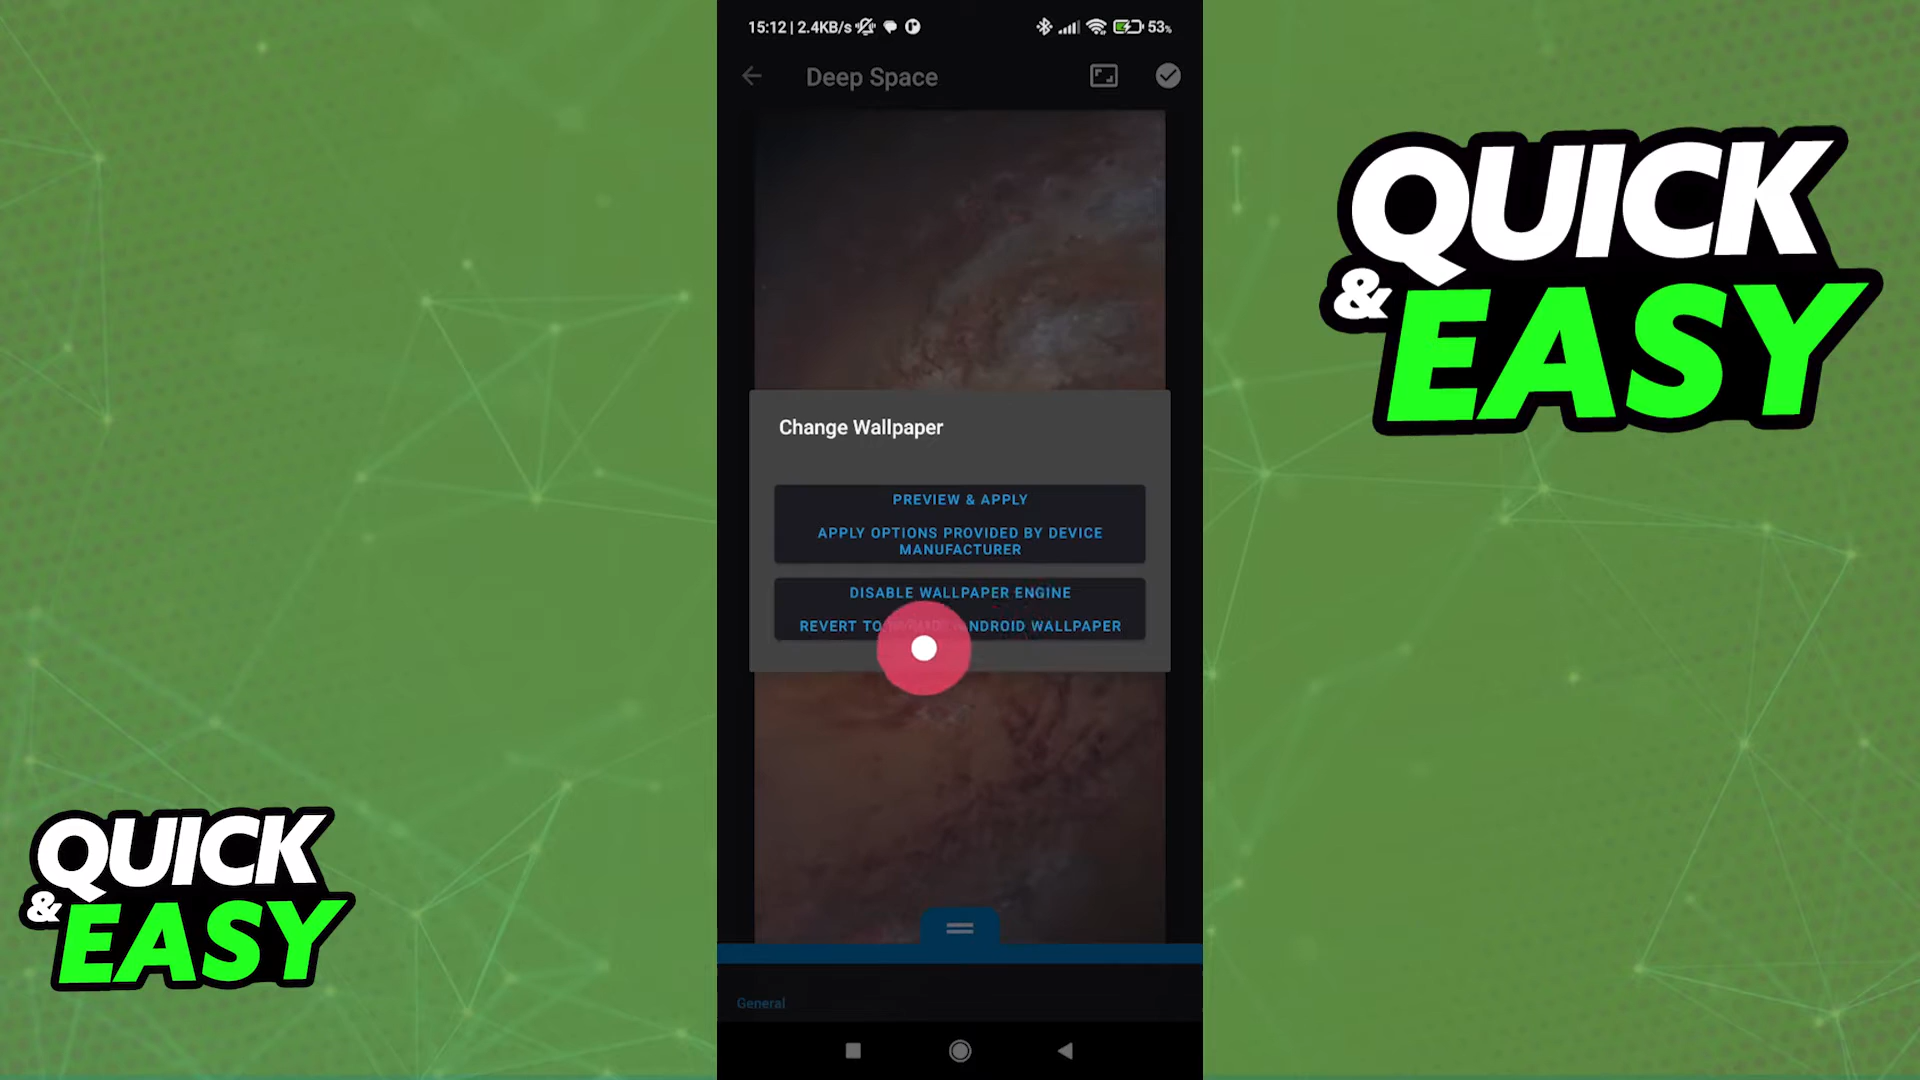 15:12 | 2.4KB/s
53%
Deep Space
Change Wallpaper
PREVIEW & APPLY
APPLY OPTIONS PROVIDED BY DEVICE
MANUFACTURER
DISABLE WALLPAPER ENGINE
REVERT TO ANDROID WALLPAPER
General
QUICK
& EASY
QUICK
& EASY